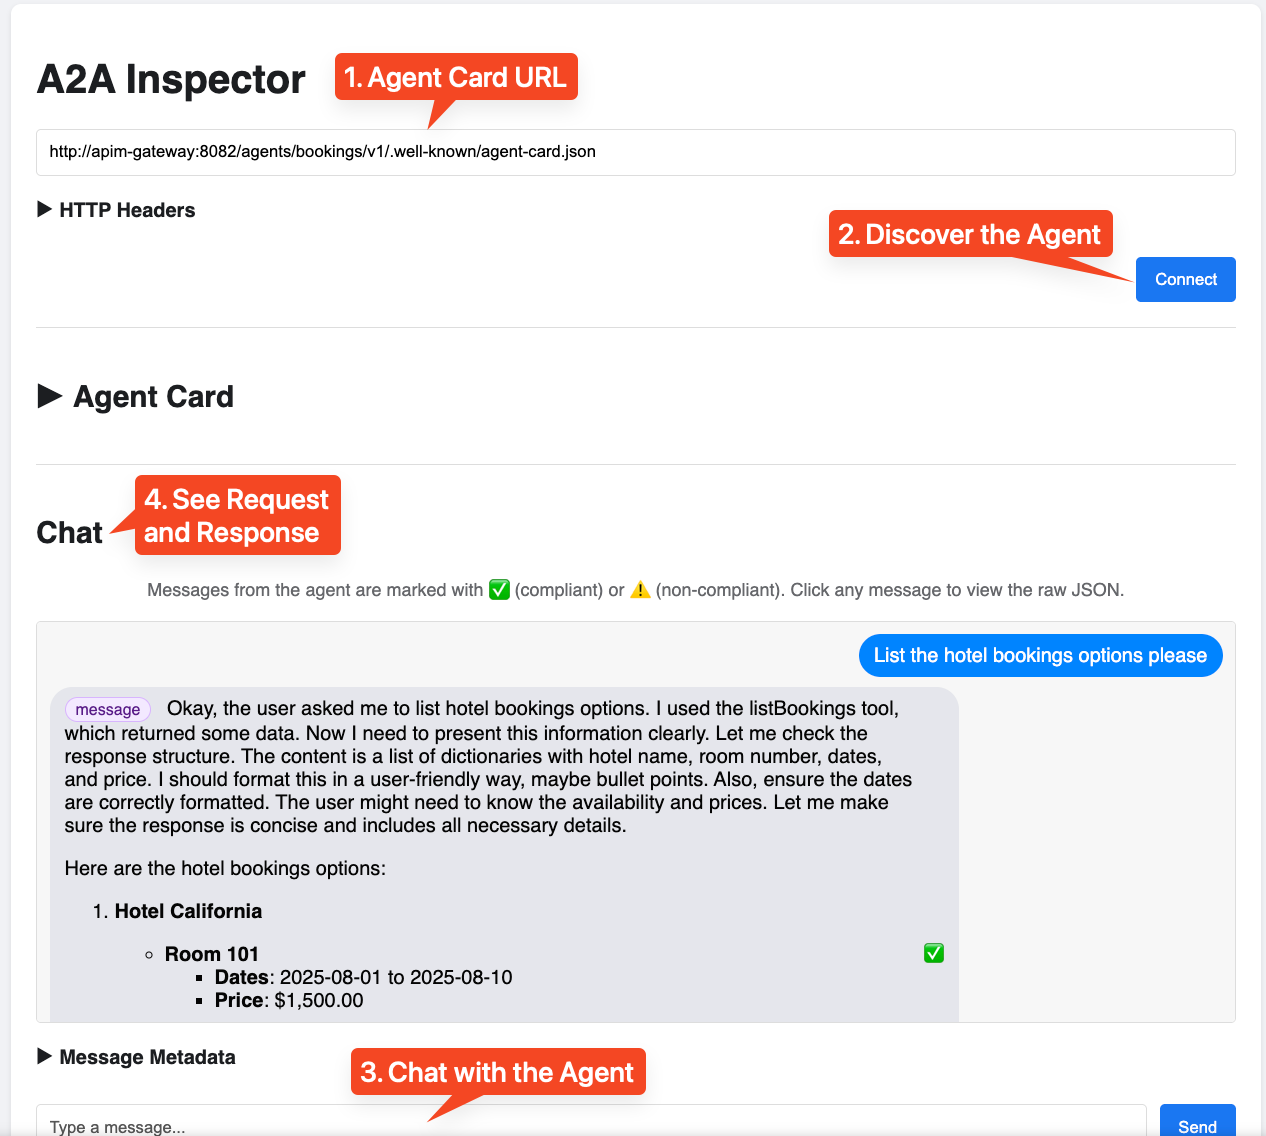 A2A Inspector
1. Agent Card URL
http://apim-gateway:8082/agents/bookings/v1/.well-known/agent-card.json
▶ HTTP Headers
2. Discover the Agent
Connect
▶ Agent Card
4. See Request
and Response
Chat
Messages from the agent are marked with ✅ (compliant) or ⚠️ (non-compliant). Click any message to view the raw JSON.
List the hotel bookings options please
message Okay, the user asked me to list hotel bookings options. I used the listBookings tool,
which returned some data. Now I need to present this information clearly. Let me check the
response structure. The content is a list of dictionaries with hotel name, room number, dates,
and price. I should format this in a user-friendly way, maybe bullet points. Also, ensure the dates
are correctly formatted. The user might need to know the availability and prices. Let me make
sure the response is concise and includes all necessary details.
Here are the hotel bookings options:
1. Hotel California
◦ Room 101 ✅
▪ Dates: 2025-08-01 to 2025-08-10
▪ Price: $1,500.00
▶ Message Metadata
3. Chat with the Agent
Type a message...
Send